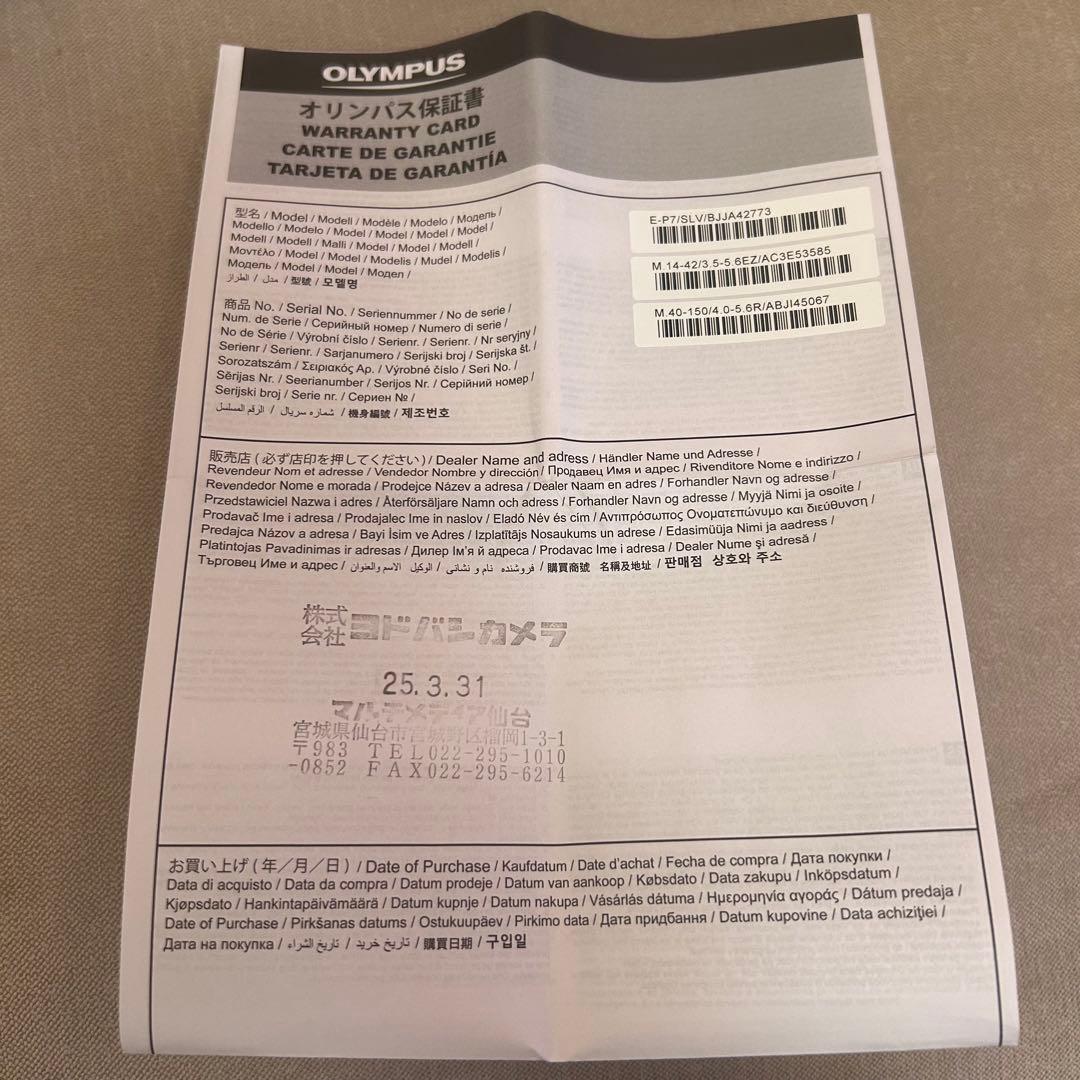 OLYMPUS
オリンパス保証書
WARRANTY CARD
CARTE DE GARANTIE
TARJETA DE GARANTÍA
型名 / Model / Modell / Modèle / Modelo / Модель /
Modello / Modelo / Model / Model / Model / Model /
Modell / Modell / Malli / Model / Model / Modell /
Μοντέλο / Model / Model / Modelis / Mudel / Modelis /
Модель / Model / Model / Модел /
الطراز / مدل / 型號 / 모델명
E-P7/SLV/BJJA42773
M.14-42/3.5-5.6EZ/AC3E53585
M.40-150/4.0-5.6R/ABJI45067
商品 No. / Serial No. / Seriennummer / No de serie /
Num. de Serie / Серийный номер / Numero di serie /
No de Série / Výrobní číslo / Serienr. / Serienr. / Nr seryjny /
Serienr / Serienr. / Sarjanumero / Serijski broj / Serijska št. /
Sorozatszám / Σειριακός Αρ. / Výrobné číslo / Seri No. /
Sērijas Nr. / Seerianumber / Serijos Nr. / Серійний номер /
Serijski broj / Serie nr. / Сериен № /
الرقم المسلسل / شماره سریال / 機身編號 / 제조번호
販売店 ( 必ず店印を押してください ) / Dealer Name and adress / Händler Name und Adresse /
Revendeur Nom et adresse / Vendedor Nombre y dirección / Продавец Имя и адрес / Rivenditore Nome e indirizzo /
Revendedor Nome e morada / Prodejce Název a adresa / Dealer Naam en adres / Forhandler Navn og adresse /
Przedstawiciel Nazwa i adres / Återförsäljare Namn och adress / Forhandler Navn og adresse / Myyjä Nimi ja osoite /
Prodavač Ime i adresa / Prodajalec Ime in naslov / Eladó Név és cím / Αντιπρόσωπος Ονοματεπώνυμο και διεύθυνση /
Predajca Názov a adresa / Bayi İsim ve Adres / Izplatītājs Nosaukums un adrese / Edasimüüja Nimi ja aadress /
Platintojas Pavadinimas ir adresas / Дилер Ім'я й адреса / Prodavac Ime i adresa / Dealer Nume şi adresă /
Търговец Име и адрес / الوكيل الاسم والعنوان / فروشنده نام و نشانی / 購買商號 名稱及地址 / 판매점 상호와 주소
株式会社ヨドバシカメラ
25.3.31
マルチメディア仙台
宮城県仙台市宮城野区榴岡1-3-1
〒983 TEL022-295-1010
-0852 FAX022-295-6214
お買い上げ ( 年／月／日 ) / Date of Purchase / Kaufdatum / Date d'achat / Fecha de compra / Дата покупки /
Data di acquisto / Data da compra / Datum prodeje / Datum van aankoop / Købsdato / Data zakupu / Inköpsdatum /
Kjøpsdato / Hankintapäivämäärä / Datum kupnje / Datum nakupa / Vásárlás dátuma / Ημερομηνία αγοράς / Dátum predaja /
Date of Purchase / Pirkšanas datums / Ostukuupäev / Pirkimo data / Дата придбання / Datum kupovine / Data achiziţiei /
Дата на покупка / تاريخ الشراء / تاریخ خرید / 購買日期 / 구입일